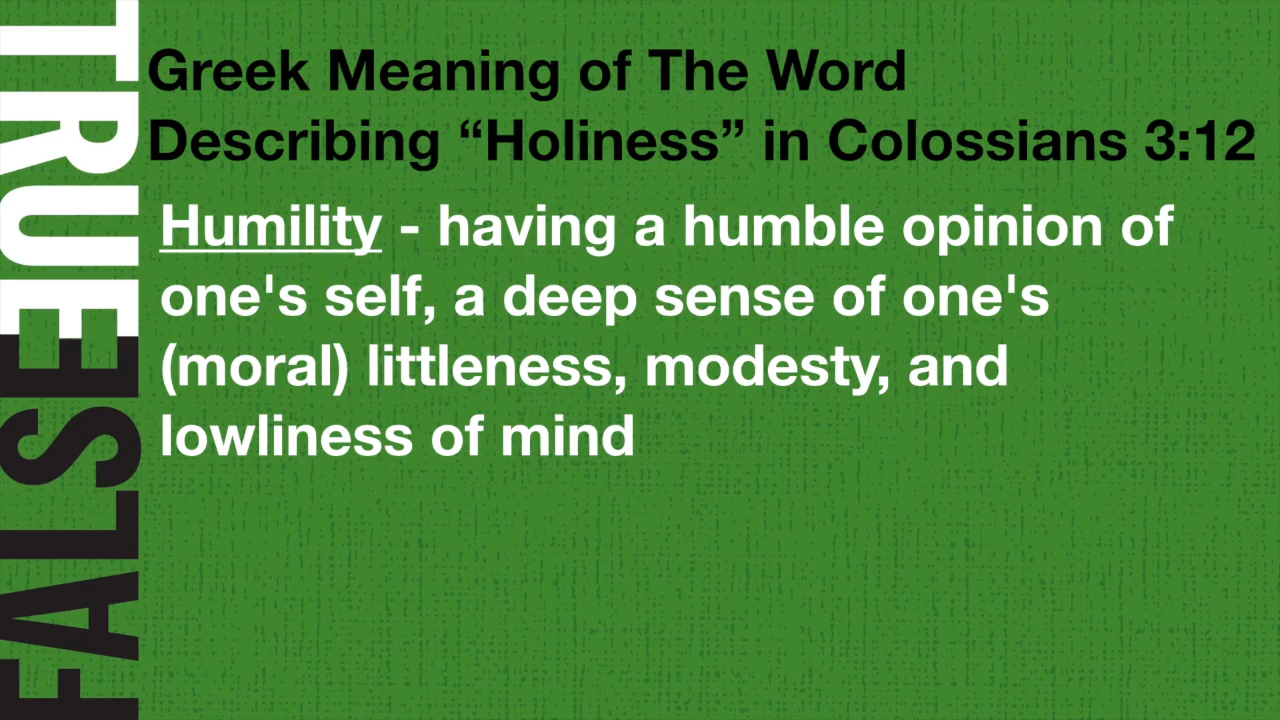 TRUE
FALSE
Greek Meaning of The Word
Describing “Holiness” in Colossians 3:12
Humility - having a humble opinion of
one's self, a deep sense of one's
(moral) littleness, modesty, and
lowliness of mind